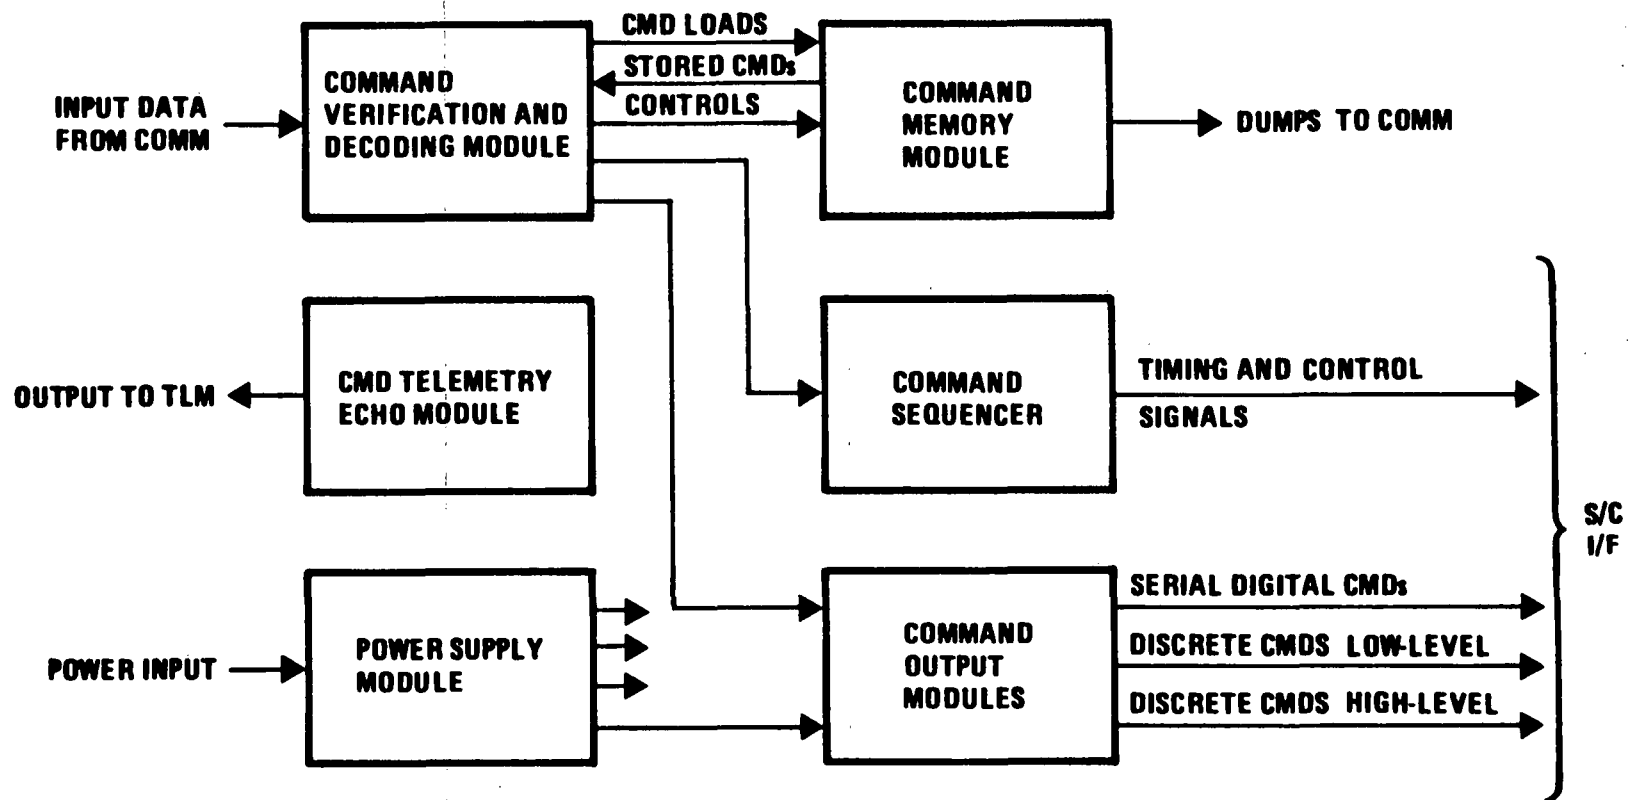 INPUT DATA
FROM COMM
COMMAND
VERIFICATION AND
DECODING MODULE
CMD LOADS
STORED CMDs
CONTROLS
COMMAND
MEMORY
MODULE
DUMPS TO COMM
OUTPUT TO TLM
CMD TELEMETRY
ECHO MODULE
COMMAND
SEQUENCER
TIMING AND CONTROL
SIGNALS
S/C
I/F
POWER INPUT
POWER SUPPLY
MODULE
COMMAND
OUTPUT
MODULES
SERIAL DIGITAL CMDs
DISCRETE CMDS LOW-LEVEL
DISCRETE CMDS HIGH-LEVEL